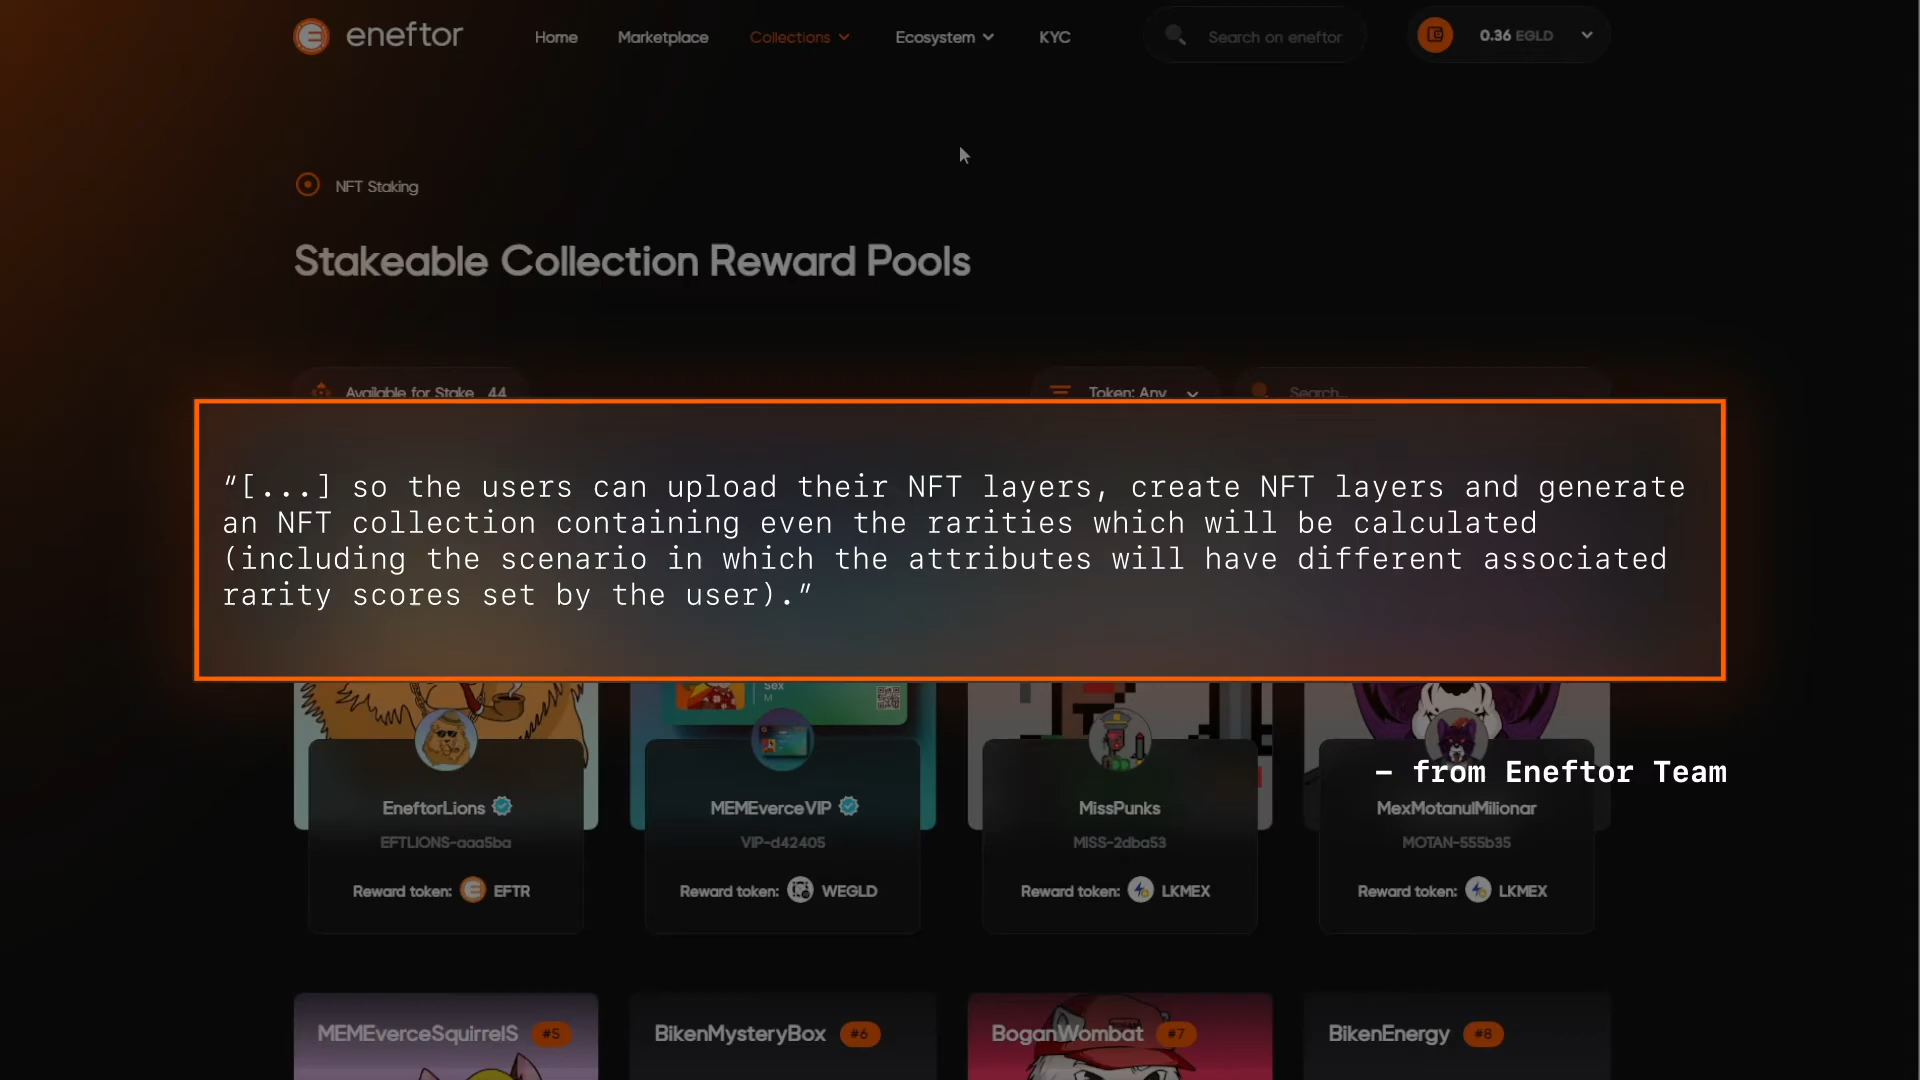 eneftor
Home
Marketplace
Collections
Ecosystem
KYC
Search on eneftor
0.36 EGLD
NFT Staking
Stakeable Collection Reward Pools
Available for Stake 44
Token: Any
Search...
“[...] so the users can upload their NFT layers, create NFT layers and generate
an NFT collection containing even the rarities which will be calculated
(including the scenario in which the attributes will have different associated
rarity scores set by the user).”
– from Eneftor Team
Sex
M
EneftorLions
EFTLIONS-aaa5ba
Reward token: EFTR
MEMEverceVIP
VIP-d42405
Reward token: WEGLD
MissPunks
MISS-2dba53
Reward token: LKMEX
MexMotanulMilionar
MOTAN-555b35
Reward token: LKMEX
MEMEverceSquirrelS #5
BikenMysteryBox #6
BoganWombat #7
BikenEnergy #8